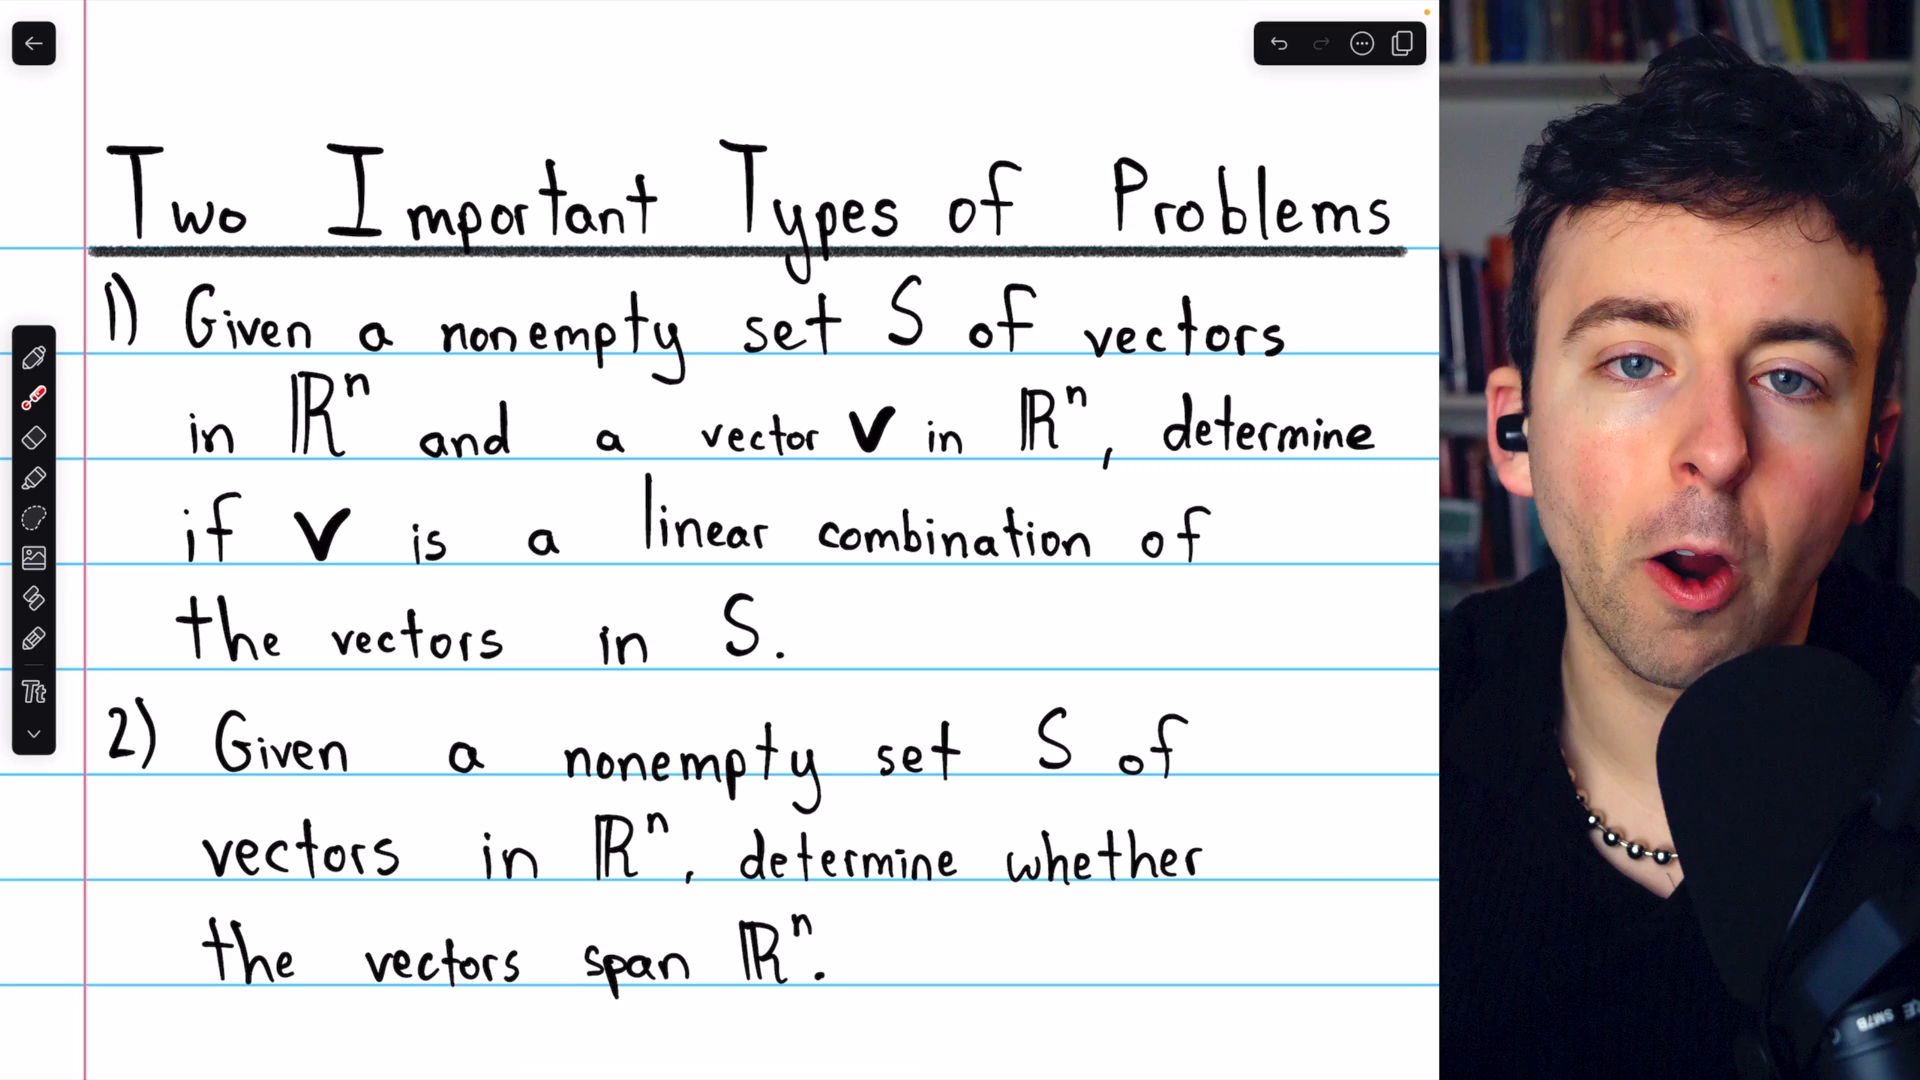 Two Important Types of Problems
1) Given a nonempty set S of vectors
in ℝⁿ and a vector v in ℝⁿ, determine
if v is a linear combination of
the vectors in S.
2) Given a nonempty set S of
vectors in ℝⁿ, determine whether
the vectors span ℝⁿ.
Tt
SM7B